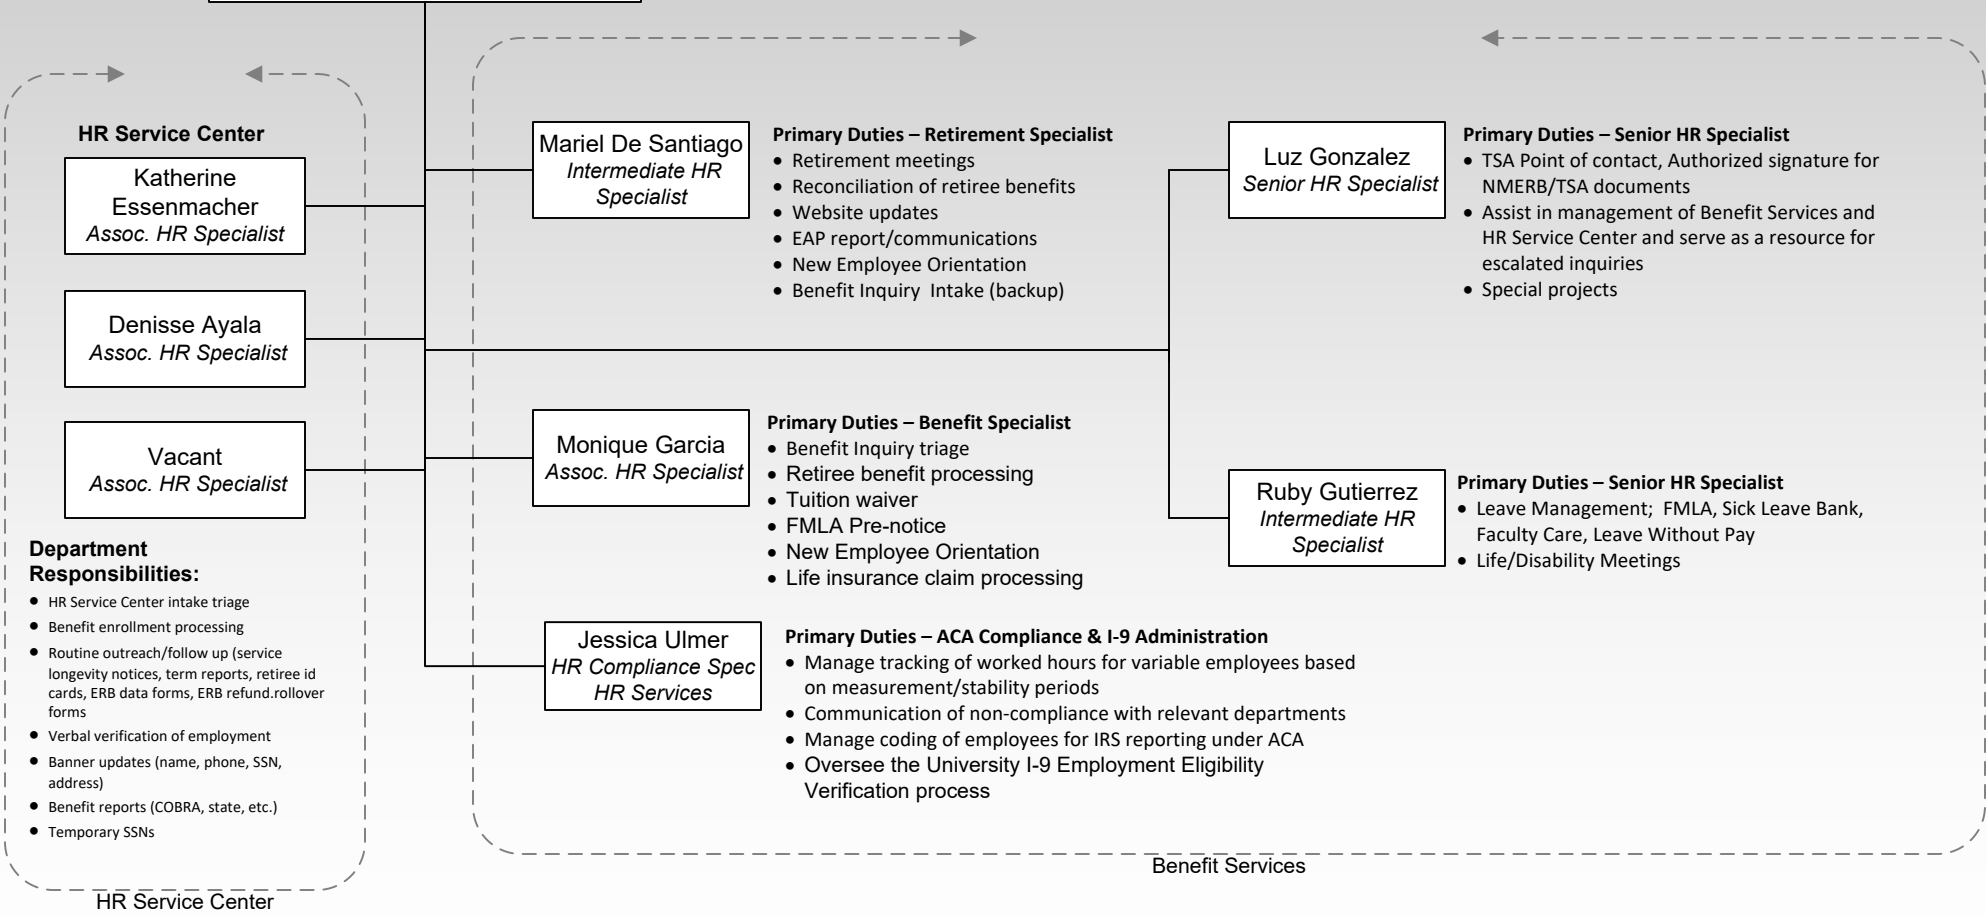 HR Service Center
Katherine
Essenmacher
Assoc. HR Specialist
Denisse Ayala
Assoc. HR Specialist
Vacant
Assoc. HR Specialist
Department
Responsibilities:
● HR Service Center intake triage
● Benefit enrollment processing
● Routine outreach/follow up (service
longevity notices, term reports, retiree id
cards, ERB data forms, ERB refund.rollover
forms
● Verbal verification of employment
● Banner updates (name, phone, SSN,
address)
● Benefit reports (COBRA, state, etc.)
● Temporary SSNs
HR Service Center
Mariel De Santiago
Intermediate HR
Specialist
Primary Duties – Retirement Specialist
• Retirement meetings
• Reconciliation of retiree benefits
• Website updates
• EAP report/communications
• New Employee Orientation
• Benefit Inquiry  Intake (backup)
Luz Gonzalez
Senior HR Specialist
Primary Duties – Senior HR Specialist
• TSA Point of contact, Authorized signature for
NMERB/TSA documents
• Assist in management of Benefit Services and
HR Service Center and serve as a resource for
escalated inquiries
• Special projects
Monique Garcia
Assoc. HR Specialist
Primary Duties – Benefit Specialist
• Benefit Inquiry triage
• Retiree benefit processing
• Tuition waiver
• FMLA Pre-notice
• New Employee Orientation
• Life insurance claim processing
Ruby Gutierrez
Intermediate HR
Specialist
Primary Duties – Senior HR Specialist
• Leave Management;  FMLA, Sick Leave Bank,
Faculty Care, Leave Without Pay
• Life/Disability Meetings
Jessica Ulmer
HR Compliance Spec
HR Services
Primary Duties – ACA Compliance & I-9 Administration
• Manage tracking of worked hours for variable employees based
on measurement/stability periods
• Communication of non-compliance with relevant departments
• Manage coding of employees for IRS reporting under ACA
• Oversee the University I-9 Employment Eligibility
Verification process
Benefit Services